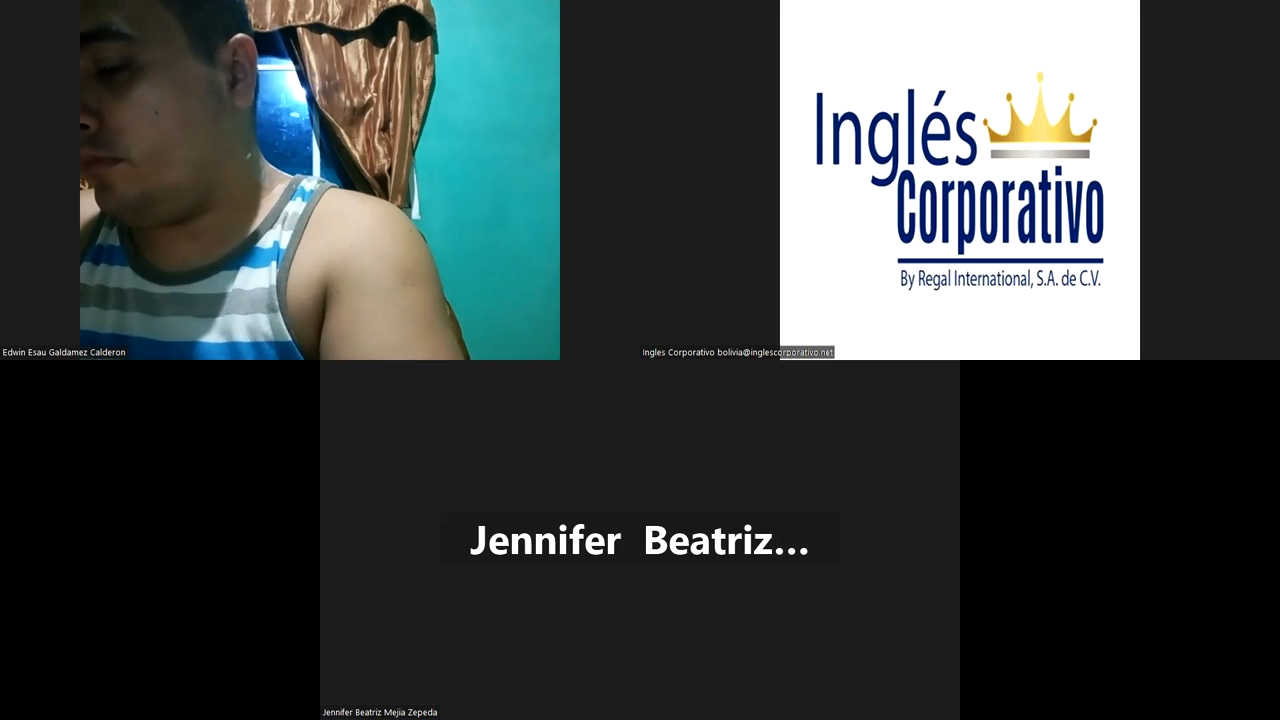 Inglés
Corporativo
By Regal International, S.A. de C.V.
Edwin Esau Galdamez Calderon
Ingles Corporativo bolivia@inglescorporativo.net
Jennifer Beatriz...
Jennifer Beatriz Mejia Zepeda